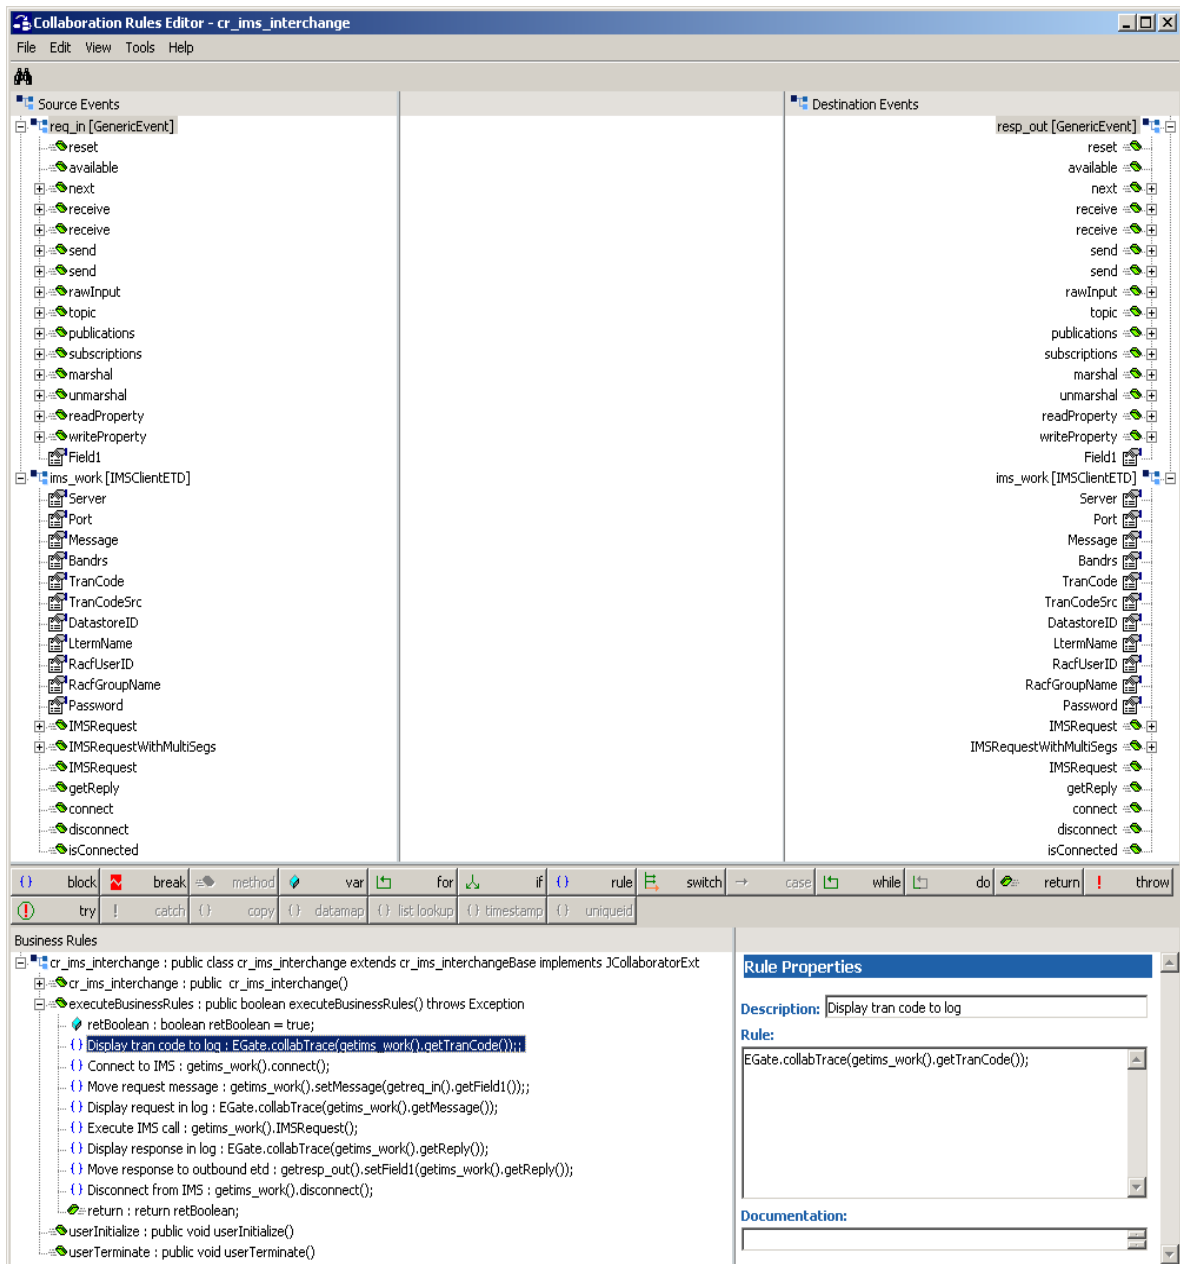 Collaboration Rules Editor - cr_ims_interchange
File Edit View Tools Help
Source Events
req_in [GenericEvent]
reset
available
next
receive
receive
send
send
rawInput
topic
publications
subscriptions
marshal
unmarshal
readProperty
writeProperty
Field1
ims_work [IMSClientETD]
Server
Port
Message
Bandrs
TranCode
TranCodeSrc
DatastoreID
LtermName
RacfUserID
RacfGroupName
Password
IMSRequest
IMSRequestWithMultiSegs
IMSRequest
getReply
connect
disconnect
isConnected
Destination Events
resp_out [GenericEvent]
reset
available
next
receive
receive
send
send
rawInput
topic
publications
subscriptions
marshal
unmarshal
readProperty
writeProperty
Field1
ims_work [IMSClientETD]
Server
Port
Message
Bandrs
TranCode
TranCodeSrc
DatastoreID
LtermName
RacfUserID
RacfGroupName
Password
IMSRequest
IMSRequestWithMultiSegs
IMSRequest
getReply
connect
disconnect
isConnected
block break method var for if rule switch case while do return throw
try catch copy datamap list lookup timestamp uniqueid
Business Rules
cr_ims_interchange : public class cr_ims_interchange extends cr_ims_interchangeBase implements JCollaboratorExt
cr_ims_interchange : public cr_ims_interchange()
executeBusinessRules : public boolean executeBusinessRules() throws Exception
retBoolean : boolean retBoolean = true;
Display tran code to log : EGate.collabTrace(getims_work().getTranCode());;
Connect to IMS : getims_work().connect();
Move request message : getims_work().setMessage(getreq_in().getField1());;
Display request in log : EGate.collabTrace(getims_work().getMessage());
Execute IMS call : getims_work().IMSRequest();
Display response in log : EGate.collabTrace(getims_work().getReply());
Move response to outbound etd : getresp_out().setField1(getims_work().getReply());
Disconnect from IMS : getims_work().disconnect();
return : return retBoolean;
userInitialize : public void userInitialize()
userTerminate : public void userTerminate()
Rule Properties
Description: Display tran code to log
Rule:
EGate.collabTrace(getims_work().getTranCode());
Documentation: